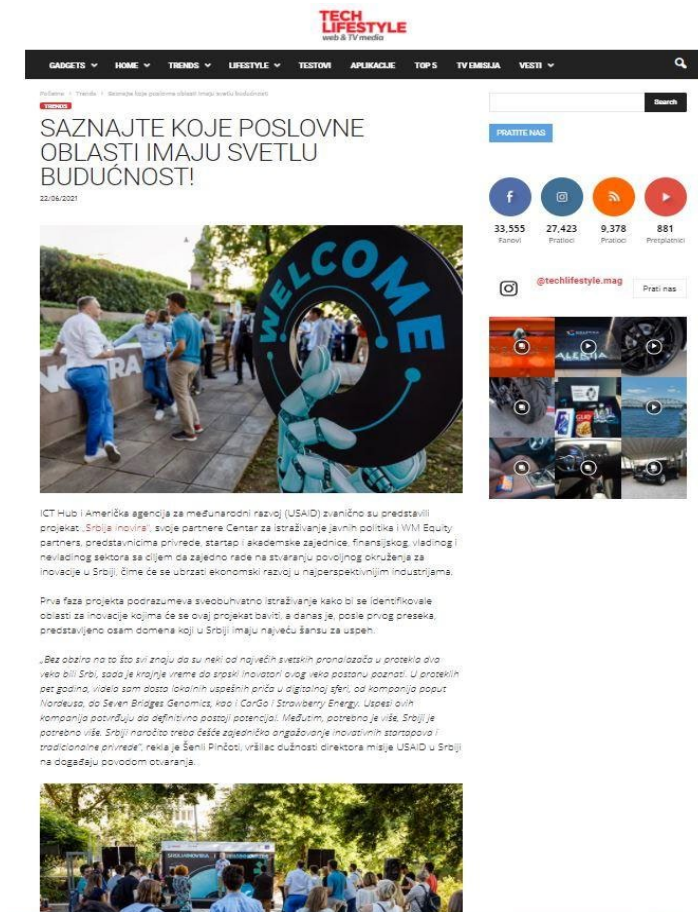 TECH
LIFESTYLE
web & TV media
GADGETS HOME TRENDS LIFESTYLE TESTOVI APLIKACIJE TOP 5 TV EMISIJA VESTI
Početna Trends Saznajte koje poslovne oblasti imaju svetlu budućnost!
TRENDS
Search
SAZNAJTE KOJE POSLOVNE
OBLASTI IMAJU SVETLU
BUDUĆNOST!
22/06/2021
PRATITE NAS
33,555 27,423 9,378 881
Fanovi Pratioci Pratioci Pretplatnici
@techlifestyle.mag
Prati nas
WELCOME
ICT Hub i Američka agencija za međunarodni razvoj (USAID) zvanično su predstavili
projekat „Srbija inovira“, svoje partnere Centar za istraživanje javnih politika i WM Equity
partners, predstavnicima privrede, startap i akademske zajednice, finansijskog, vladinog i
nevladinog sektora sa ciljem da zajedno rade na stvaranju povoljnog okruženja za
inovacije u Srbiji, čime će se ubrzati ekonomski razvoj u najperspektivnijim industrijama.
Prva faza projekta podrazumeva sveobuhvatno istraživanje kako bi se identifikovale
oblasti za inovacije kojima će se ovaj projekat baviti, a danas je, posle prvog preseka,
predstavljeno osam domena koji u Srbiji imaju najveću šansu za uspeh.
„Bez obzira na to što svi znaju da su neki od najvećih svetskih pronalazača u protekla dva
veka bili Srbi, sada je krajnje vreme da srpski inovatori ovog veka postanu poznati. U proteklih
pet godina, videla sam dosta lokalnih uspešnih priča u digitalnoj sferi, od kompanija poput
Nordeusa, do Seven Bridges Genomics, kao i CarGo i Strawberry Energy. Uspesi ovih
kompanija potvrđuju da definitivno postoji potencijal. Međutim, potrebno je više, Srbiji je
potrebno više. Srbiji naročito treba češće zajedničko angažovanje inovativnih startapova i
tradicionalne privrede“, rekla je Šenli Pinčoti, vršilac dužnosti direktora misije USAID u Srbiji
na događaju povodom otvaranja.